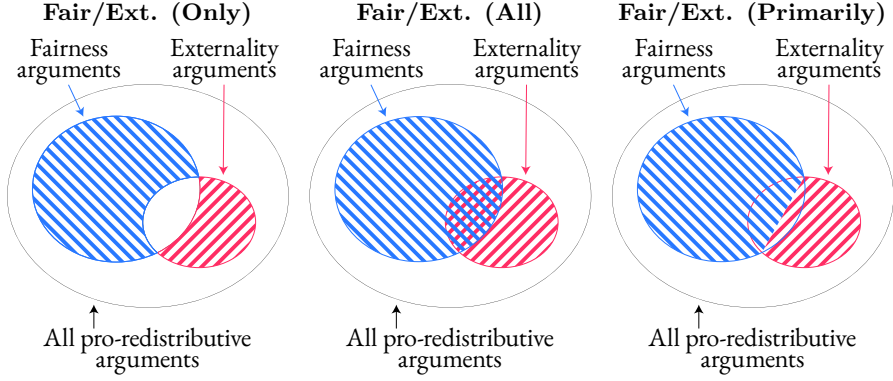 Fair/Ext. (Only)
Fairness
arguments
Externality
arguments
All pro-redistributive
arguments
Fair/Ext. (All)
Fairness
arguments
Externality
arguments
All pro-redistributive
arguments
Fair/Ext. (Primarily)
Fairness
arguments
Externality
arguments
All pro-redistributive
arguments